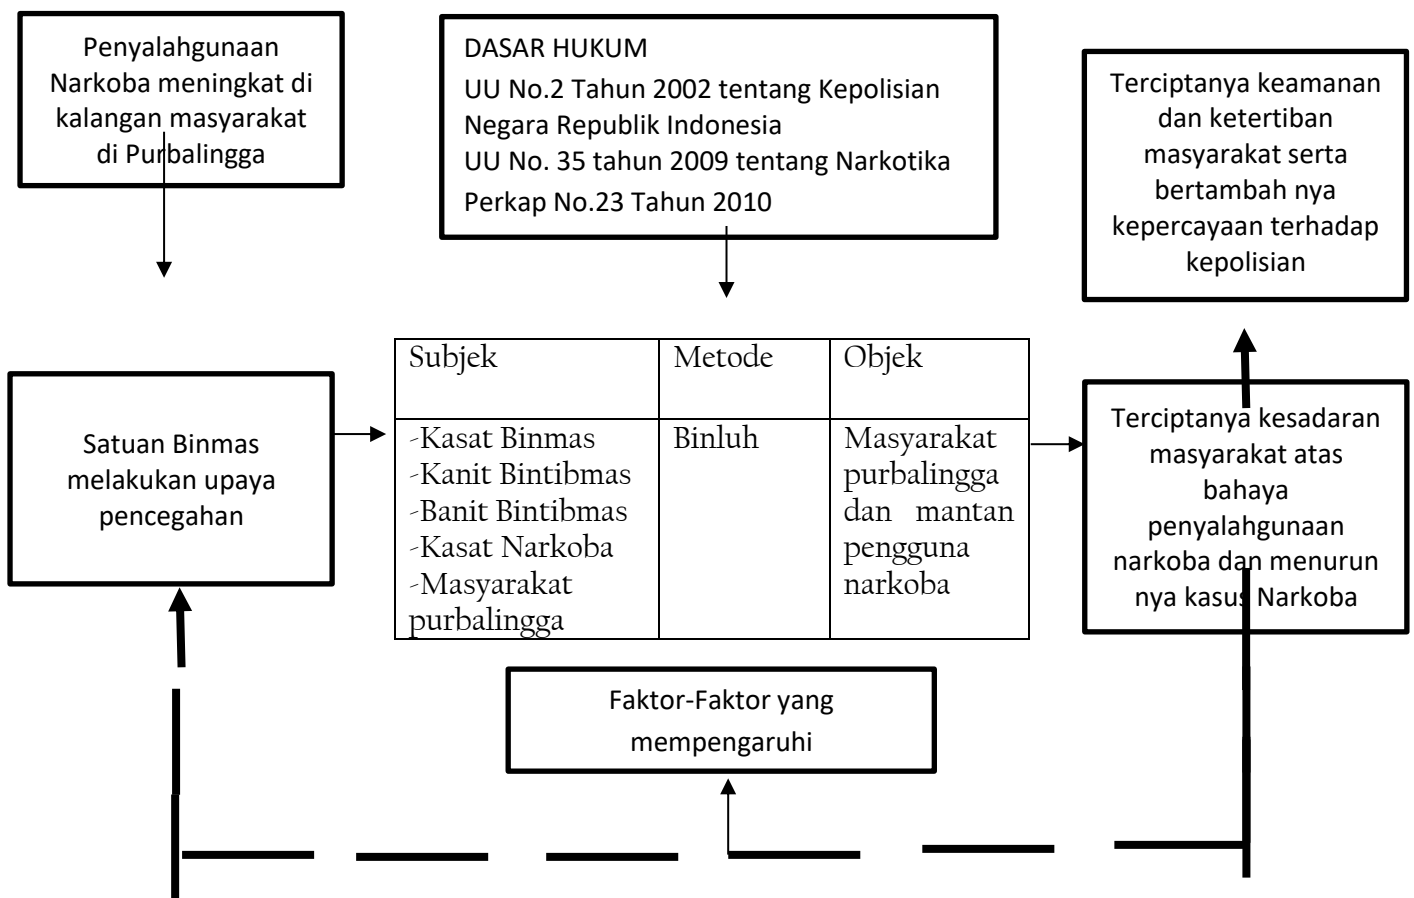 Penyalahgunaan
Narkoba meningkat di
kalangan masyarakat
di Purbalingga
DASAR HUKUM
UU No.2 Tahun 2002 tentang Kepolisian
Negara Republik Indonesia
UU No. 35 tahun 2009 tentang Narkotika
Perkap No.23 Tahun 2010
Terciptanya keamanan
dan ketertiban
masyarakat serta
bertambah nya
kepercayaan terhadap
kepolisian
Satuan Binmas
melakukan upaya
pencegahan
Subjek
Metode
Objek
-Kasat Binmas
-Kanit Bintibmas
-Banit Bintibmas
-Kasat Narkoba
-Masyarakat
purbalingga
Binluh
Masyarakat
purbalingga
dan mantan
pengguna
narkoba
Terciptanya kesadaran
masyarakat atas
bahaya
penyalahgunaan
narkoba dan menurun
nya kasus Narkoba
Faktor-Faktor yang
mempengaruhi